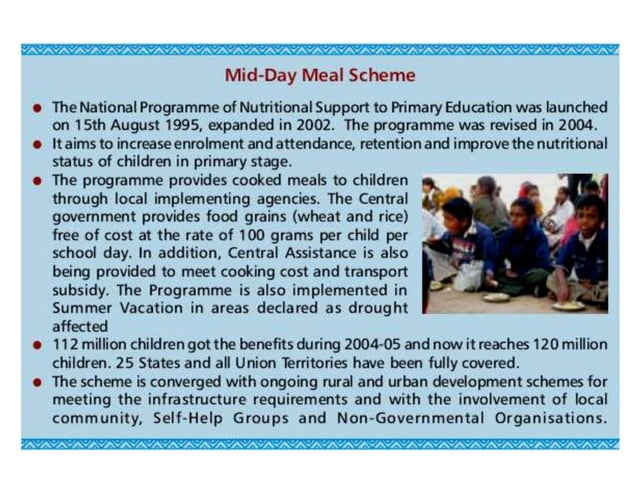 Mid-Day Meal Scheme
● The National Programme of Nutritional Support to Primary Education was launched
on 15th August 1995, expanded in 2002. The programme was revised in 2004.
● It aims to increase enrolment and attendance, retention and improve the nutritional
status of children in primary stage.
● The programme provides cooked meals to children
through local implementing agencies. The Central
government provides food grains (wheat and rice)
free of cost at the rate of 100 grams per child per
school day. In addition, Central Assistance is also
being provided to meet cooking cost and transport
subsidy. The Programme is also implemented in
Summer Vacation in areas declared as drought
affected
● 112 million children got the benefits during 2004-05 and now it reaches 120 million
children. 25 States and all Union Territories have been fully covered.
● The scheme is converged with ongoing rural and urban development schemes for
meeting the infrastructure requirements and with the involvement of local
community, Self-Help Groups and Non-Governmental Organisations.